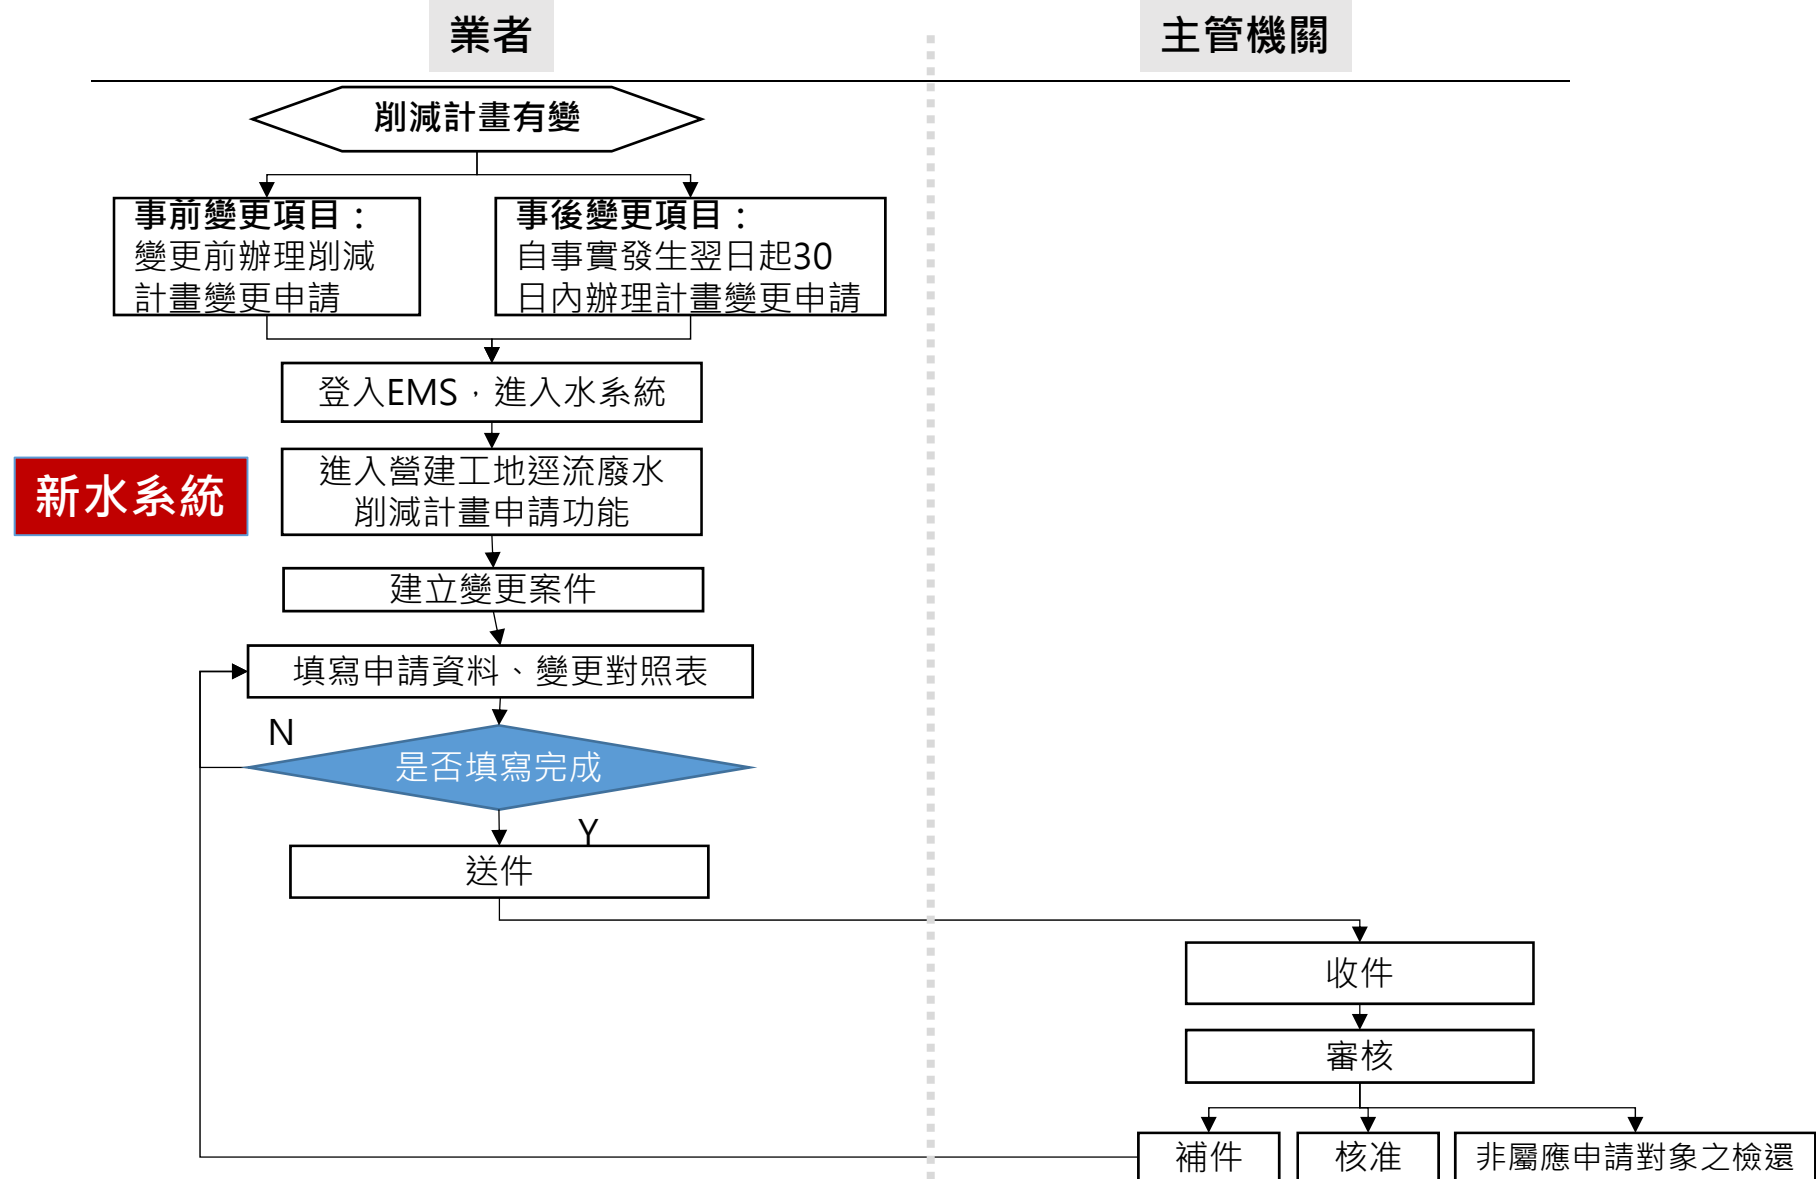 業者
主管機關
削減計畫有變
事前變更項目：
變更前辦理削減
計畫變更申請
事後變更項目：
自事實發生翌日起30
日內辦理計畫變更申請
登入EMS，進入水系統
新水系統
進入營建工地逕流廢水
削減計畫申請功能
建立變更案件
填寫申請資料、變更對照表
N
是否填寫完成
Y
送件
收件
審核
補件
核准
非屬應申請對象之檢還